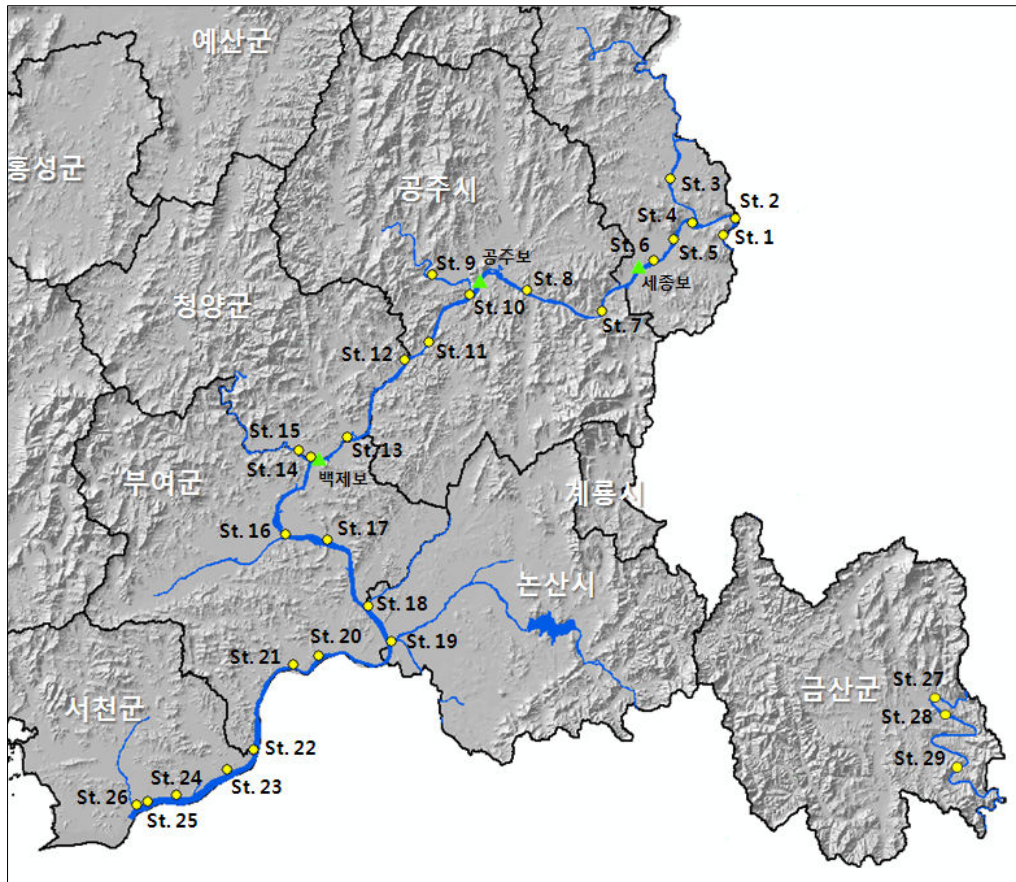 예산군
홍성군
공주시
St. 3
St. 2
St. 4
St. 1
St. 6
St. 5
공주보
세종보
St. 9
St. 8
St. 10
St. 7
청양군
St. 12
St. 11
St. 15
St. 13
St. 14
백제보
부여군
계룡시
St. 16
St. 17
논산시
St. 18
St. 19
St. 20
St. 21
금산군
St. 27
St. 28
서천군
St. 22
St. 29
St. 23
St. 24
St. 26
St. 25